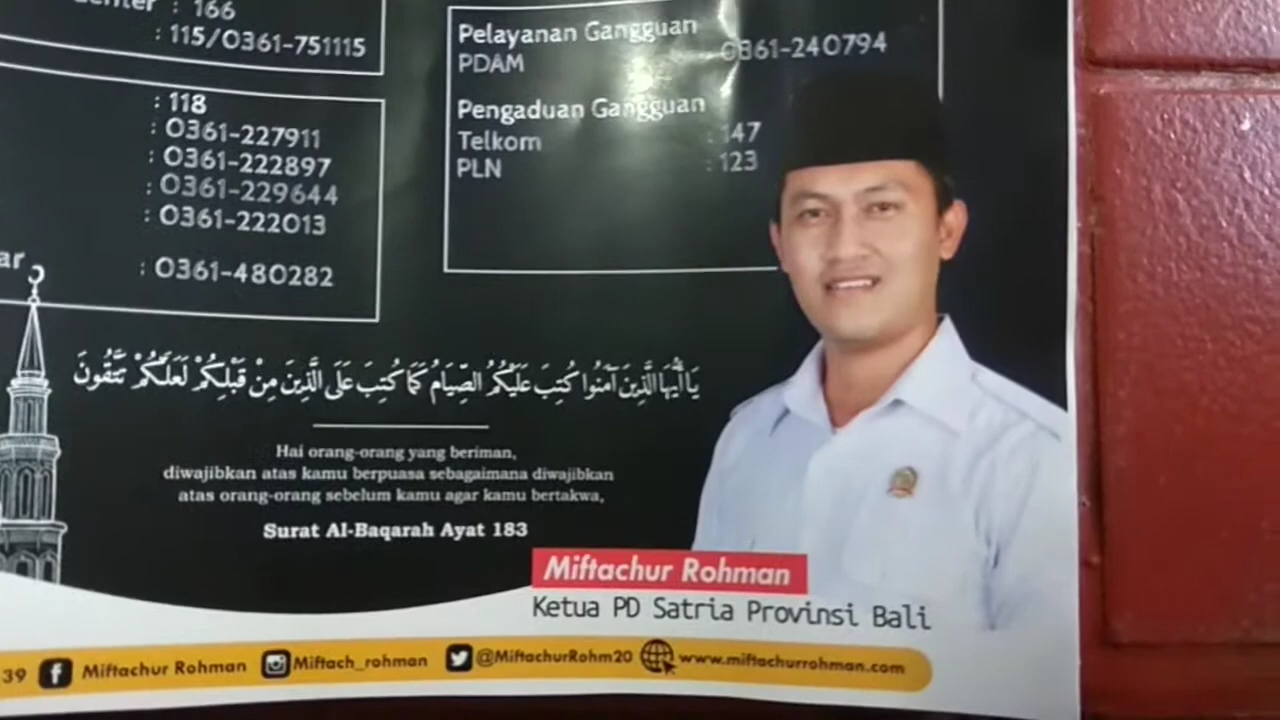 : 166
: 115/0361-751115
: 118
: 0361-227911
: 0361-222897
: 0361-229644
: 0361-222013
: 0361-480282
Pelayanan Gangguan
PDAM 0361-240794
Pengaduan Gangguan
Telkom : 147
PLN : 123
يَا أَيُّهَا الَّذِينَ آمَنُوا كُتِبَ عَلَيْكُمُ الصِّيَامُ كَمَا كُتِبَ عَلَى الَّذِينَ مِنْ قَبْلِكُمْ لَعَلَّكُمْ تَتَّقُونَ
Hai orang-orang yang beriman,
diwajibkan atas kamu berpuasa sebagaimana diwajibkan
atas orang-orang sebelum kamu agar kamu bertakwa,
Surat Al-Baqarah Ayat 183
Miftachur Rohman
Ketua PD Satria Provinsi Bali
39 Miftachur Rohman Miftach_rohman @MiftachurRohm20 www.miftachurrohman.com